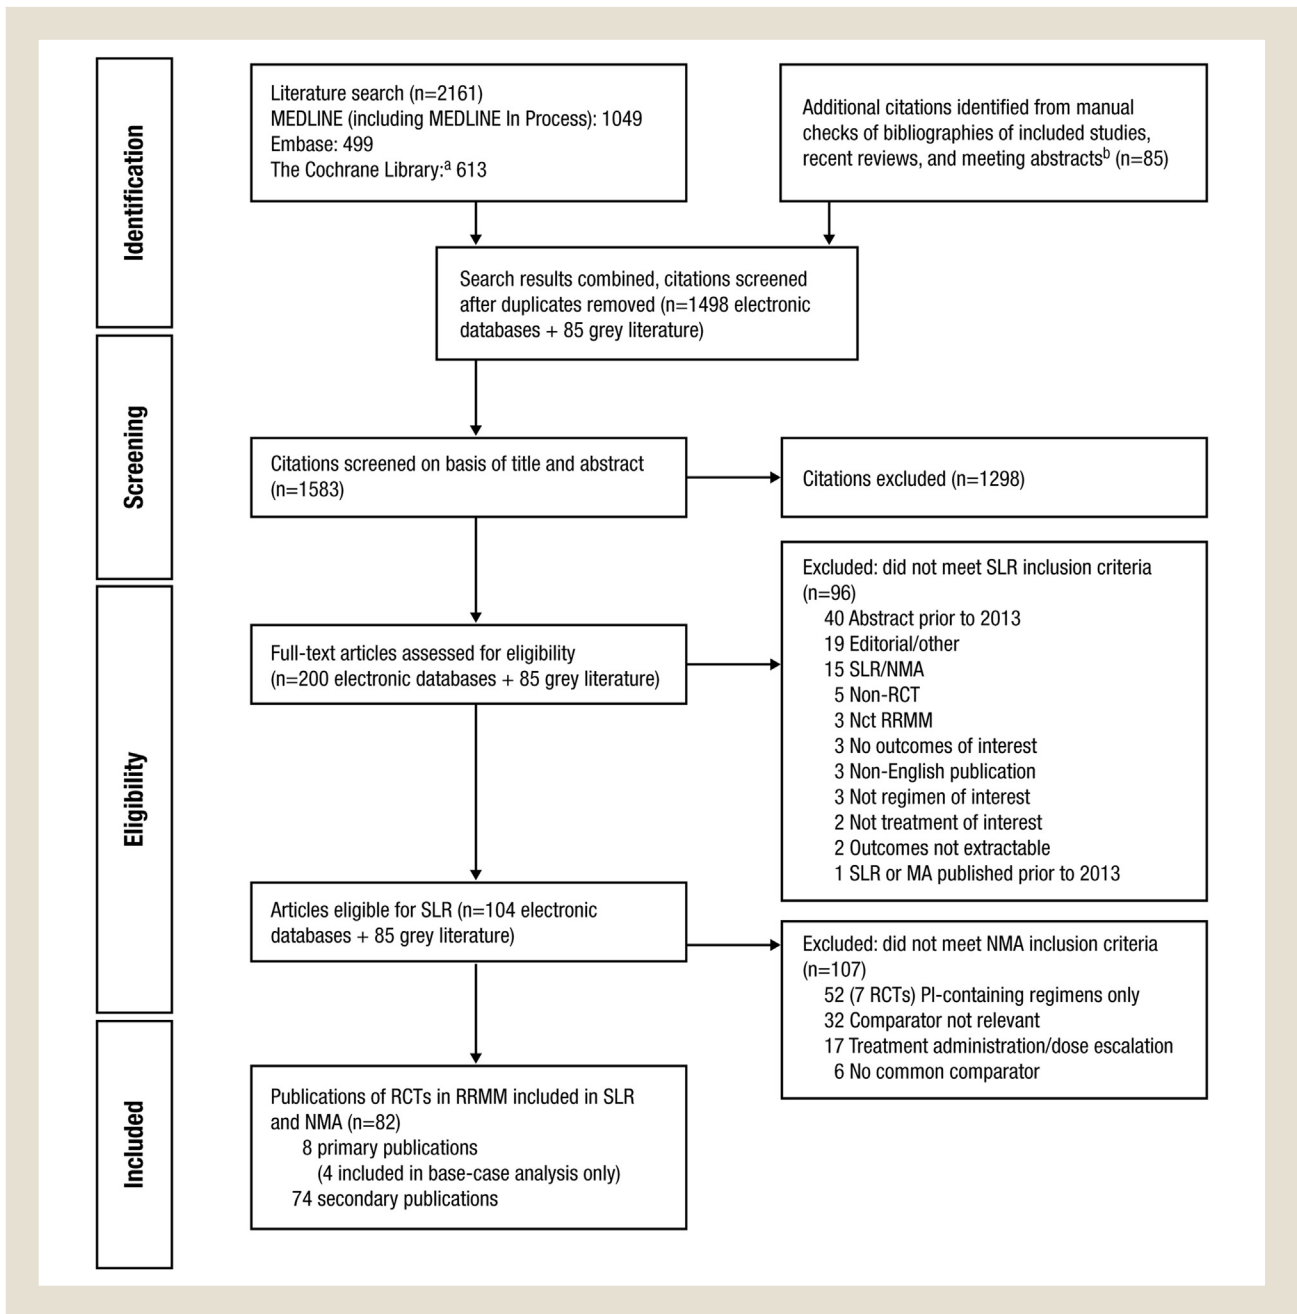 Identification
Literature search (n=2161)
MEDLINE (including MEDLINE In Process): 1049
Embase: 499
The Cochrane Library:a 613
Additional citations identified from manual
checks of bibliographies of included studies,
recent reviews, and meeting abstractsb (n=85)
Search results combined, citations screened
after duplicates removed (n=1498 electronic
databases + 85 grey literature)
Screening
Citations screened on basis of title and abstract
(n=1583)
Citations excluded (n=1298)
Eligibility
Full-text articles assessed for eligibility
(n=200 electronic databases + 85 grey literature)
Excluded: did not meet SLR inclusion criteria
(n=96)
40 Abstract prior to 2013
19 Editorial/other
15 SLR/NMA
5 Non-RCT
3 Nct RRMM
3 No outcomes of interest
3 Non-English publication
3 Not regimen of interest
2 Not treatment of interest
2 Outcomes not extractable
1 SLR or MA published prior to 2013
Articles eligible for SLR (n=104 electronic
databases + 85 grey literature)
Excluded: did not meet NMA inclusion criteria
(n=107)
52 (7 RCTs) PI-containing regimens only
32 Comparator not relevant
17 Treatment administration/dose escalation
6 No common comparator
Included
Publications of RCTs in RRMM included in SLR
and NMA (n=82)
8 primary publications
(4 included in base-case analysis only)
74 secondary publications